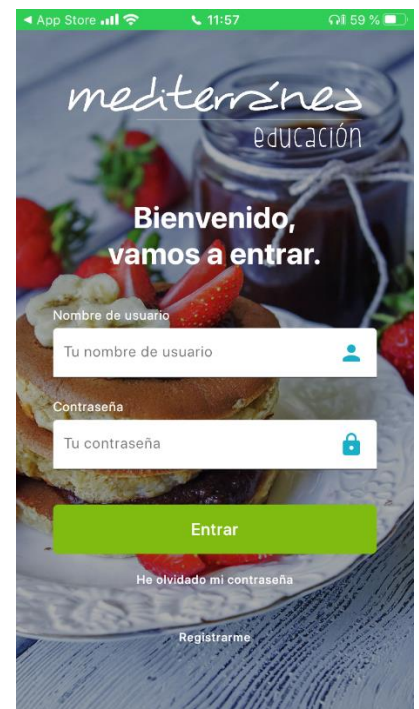 App Store 11:57 59 %
mediterránea
educación
Bienvenido,
vamos a entrar.
Nombre de usuario
Tu nombre de usuario
Contraseña
Tu contraseña
Entrar
He olvidado mi contraseña
Registrarme